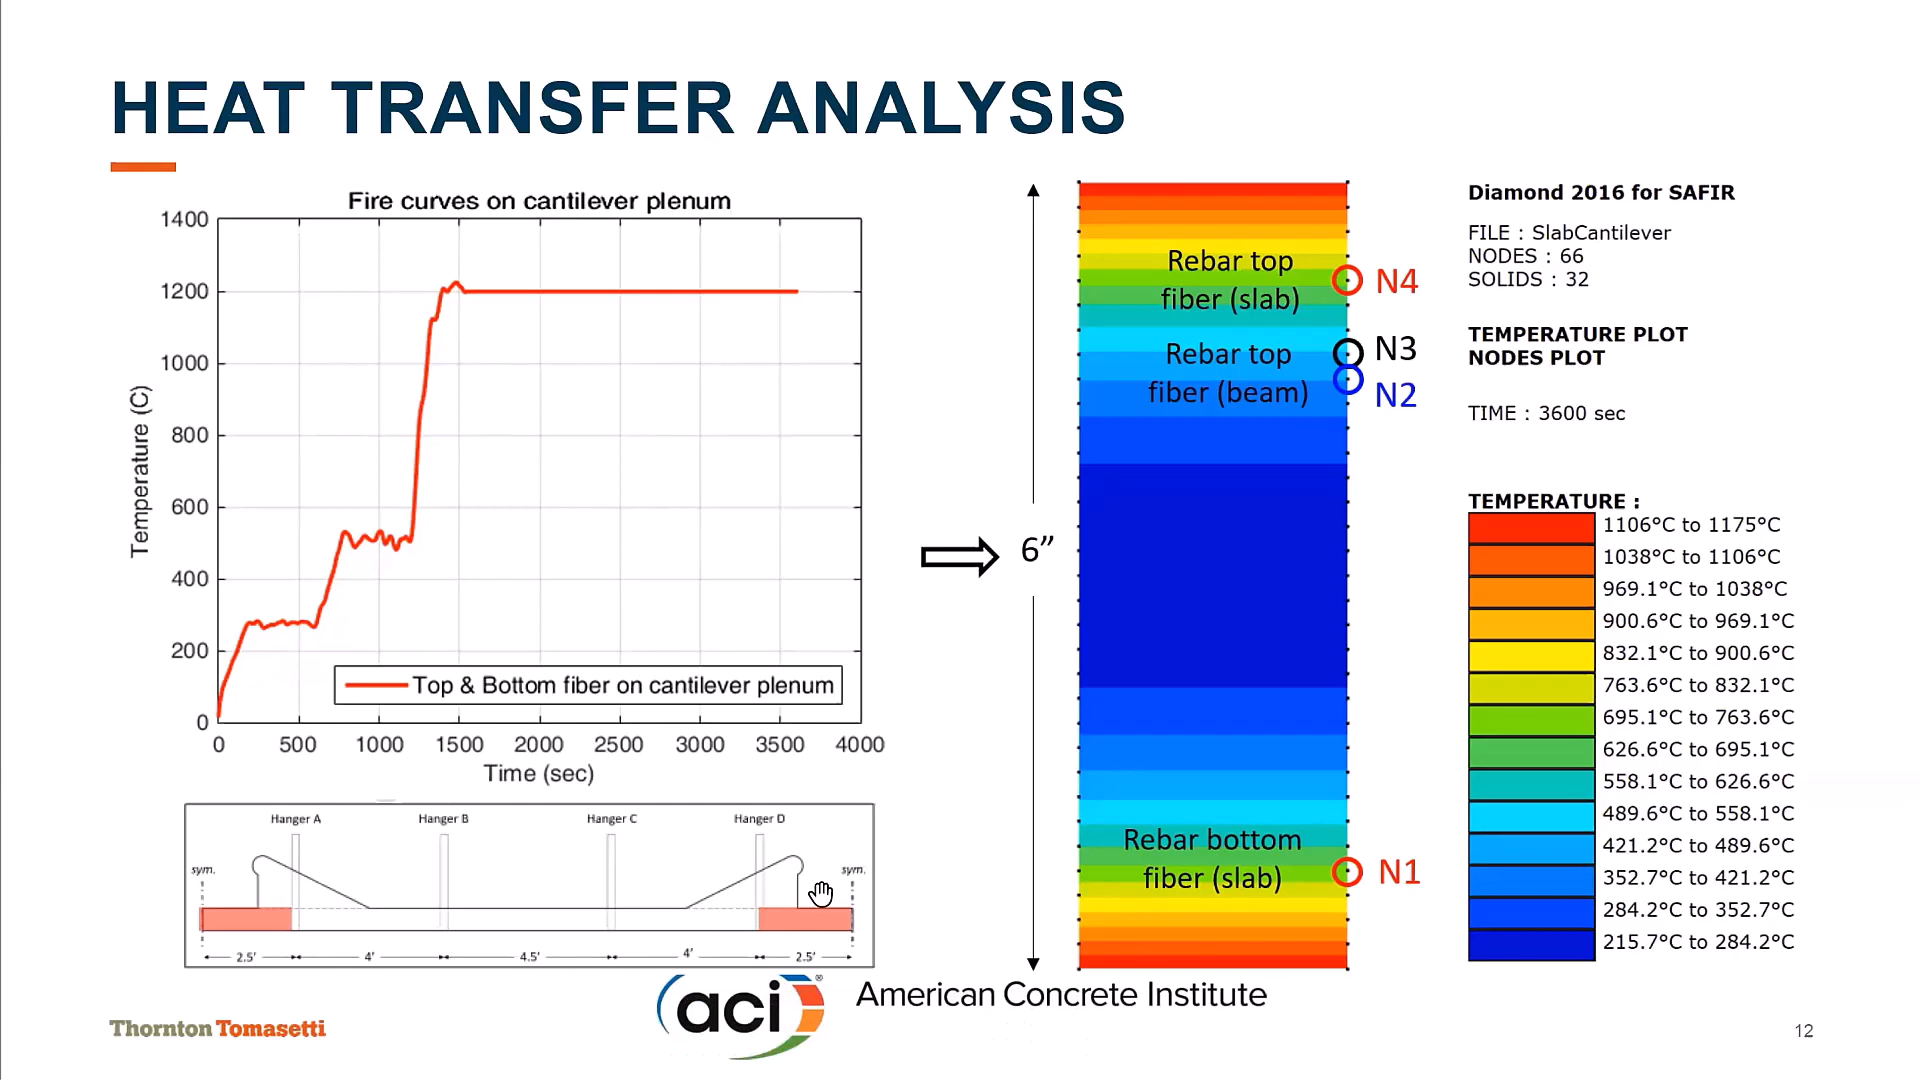 HEAT TRANSFER ANALYSIS
Fire curves on cantilever plenum
1400
1200
1000
800
600
400
200
0
Temperature (C)
Top & Bottom fiber on cantilever plenum
0 500 1000 1500 2000 2500 3000 3500 4000
Time (sec)
Hanger A Hanger B Hanger C Hanger D
sym. sym.
2.5' 4' 4.5' 4' 2.5'
6”
Rebar top
fiber (slab)
N4
Rebar top
fiber (beam)
N3
N2
Rebar bottom
fiber (slab)
N1
Diamond 2016 for SAFIR
FILE : SlabCantilever
NODES : 66
SOLIDS : 32
TEMPERATURE PLOT
NODES PLOT
TIME : 3600 sec
TEMPERATURE :
1106°C to 1175°C
1038°C to 1106°C
969.1°C to 1038°C
900.6°C to 969.1°C
832.1°C to 900.6°C
763.6°C to 832.1°C
695.1°C to 763.6°C
626.6°C to 695.1°C
558.1°C to 626.6°C
489.6°C to 558.1°C
421.2°C to 489.6°C
352.7°C to 421.2°C
284.2°C to 352.7°C
215.7°C to 284.2°C
Thornton Tomasetti
aci®
American Concrete Institute
12